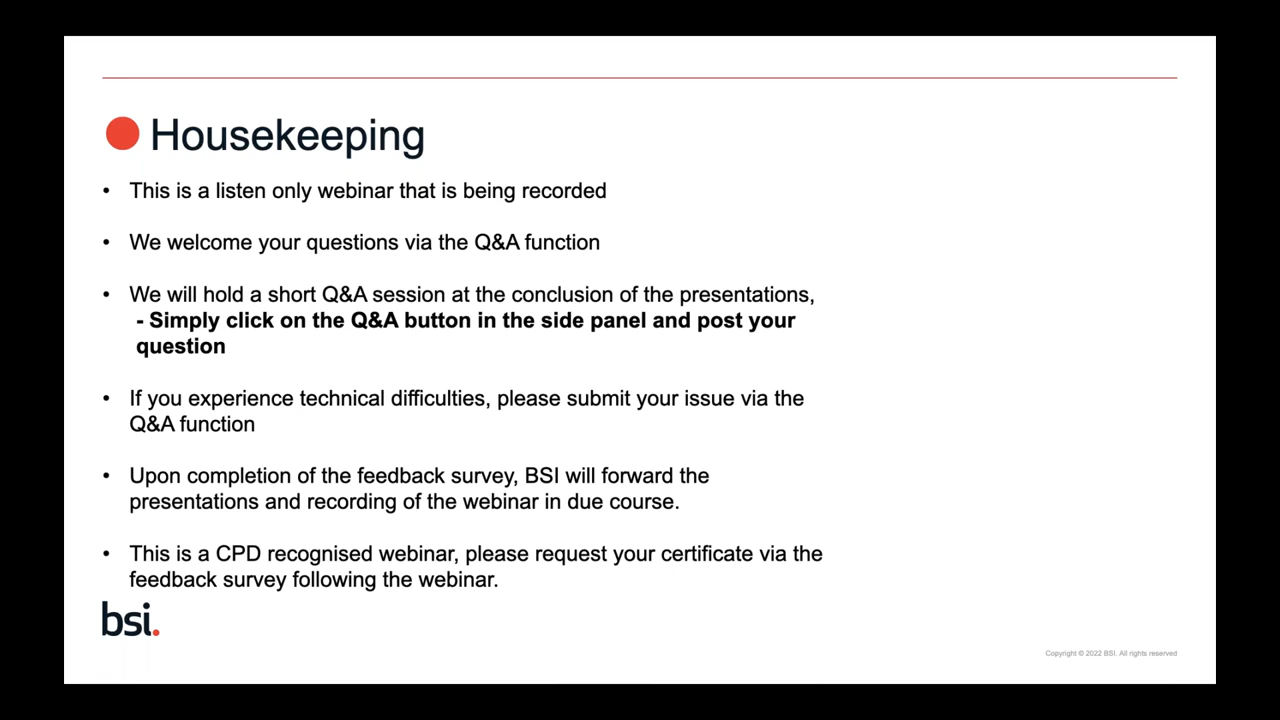 Housekeeping
• This is a listen only webinar that is being recorded
• We welcome your questions via the Q&A function
• We will hold a short Q&A session at the conclusion of the presentations,
- Simply click on the Q&A button in the side panel and post your
question
• If you experience technical difficulties, please submit your issue via the
Q&A function
• Upon completion of the feedback survey, BSI will forward the
presentations and recording of the webinar in due course.
• This is a CPD recognised webinar, please request your certificate via the
feedback survey following the webinar.
bsi.
Copyright © 2022 BSI. All rights reserved